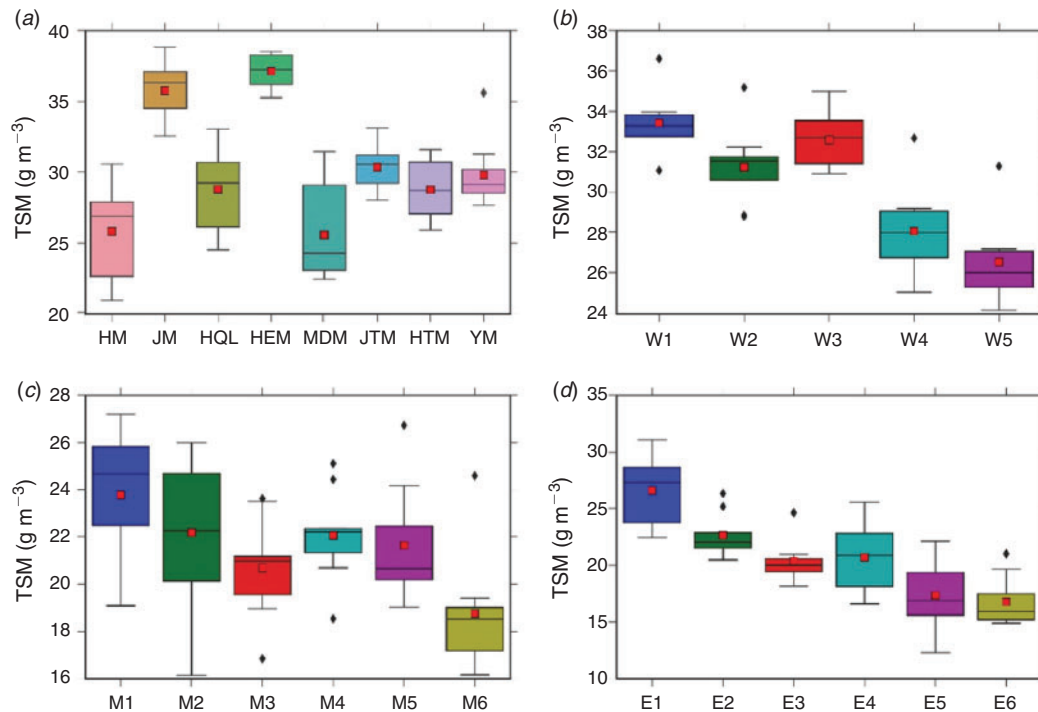 (a)
40
35
30
25
20
TSM (g m⁻³)
HM JM HQL HEM MDM JTM HTM YM
(b)
38
36
34
32
30
28
26
24
TSM (g m⁻³)
W1 W2 W3 W4 W5
(c)
28
26
24
22
20
18
16
TSM (g m⁻³)
M1 M2 M3 M4 M5 M6
(d)
35
30
25
20
15
10
TSM (g m⁻³)
E1 E2 E3 E4 E5 E6